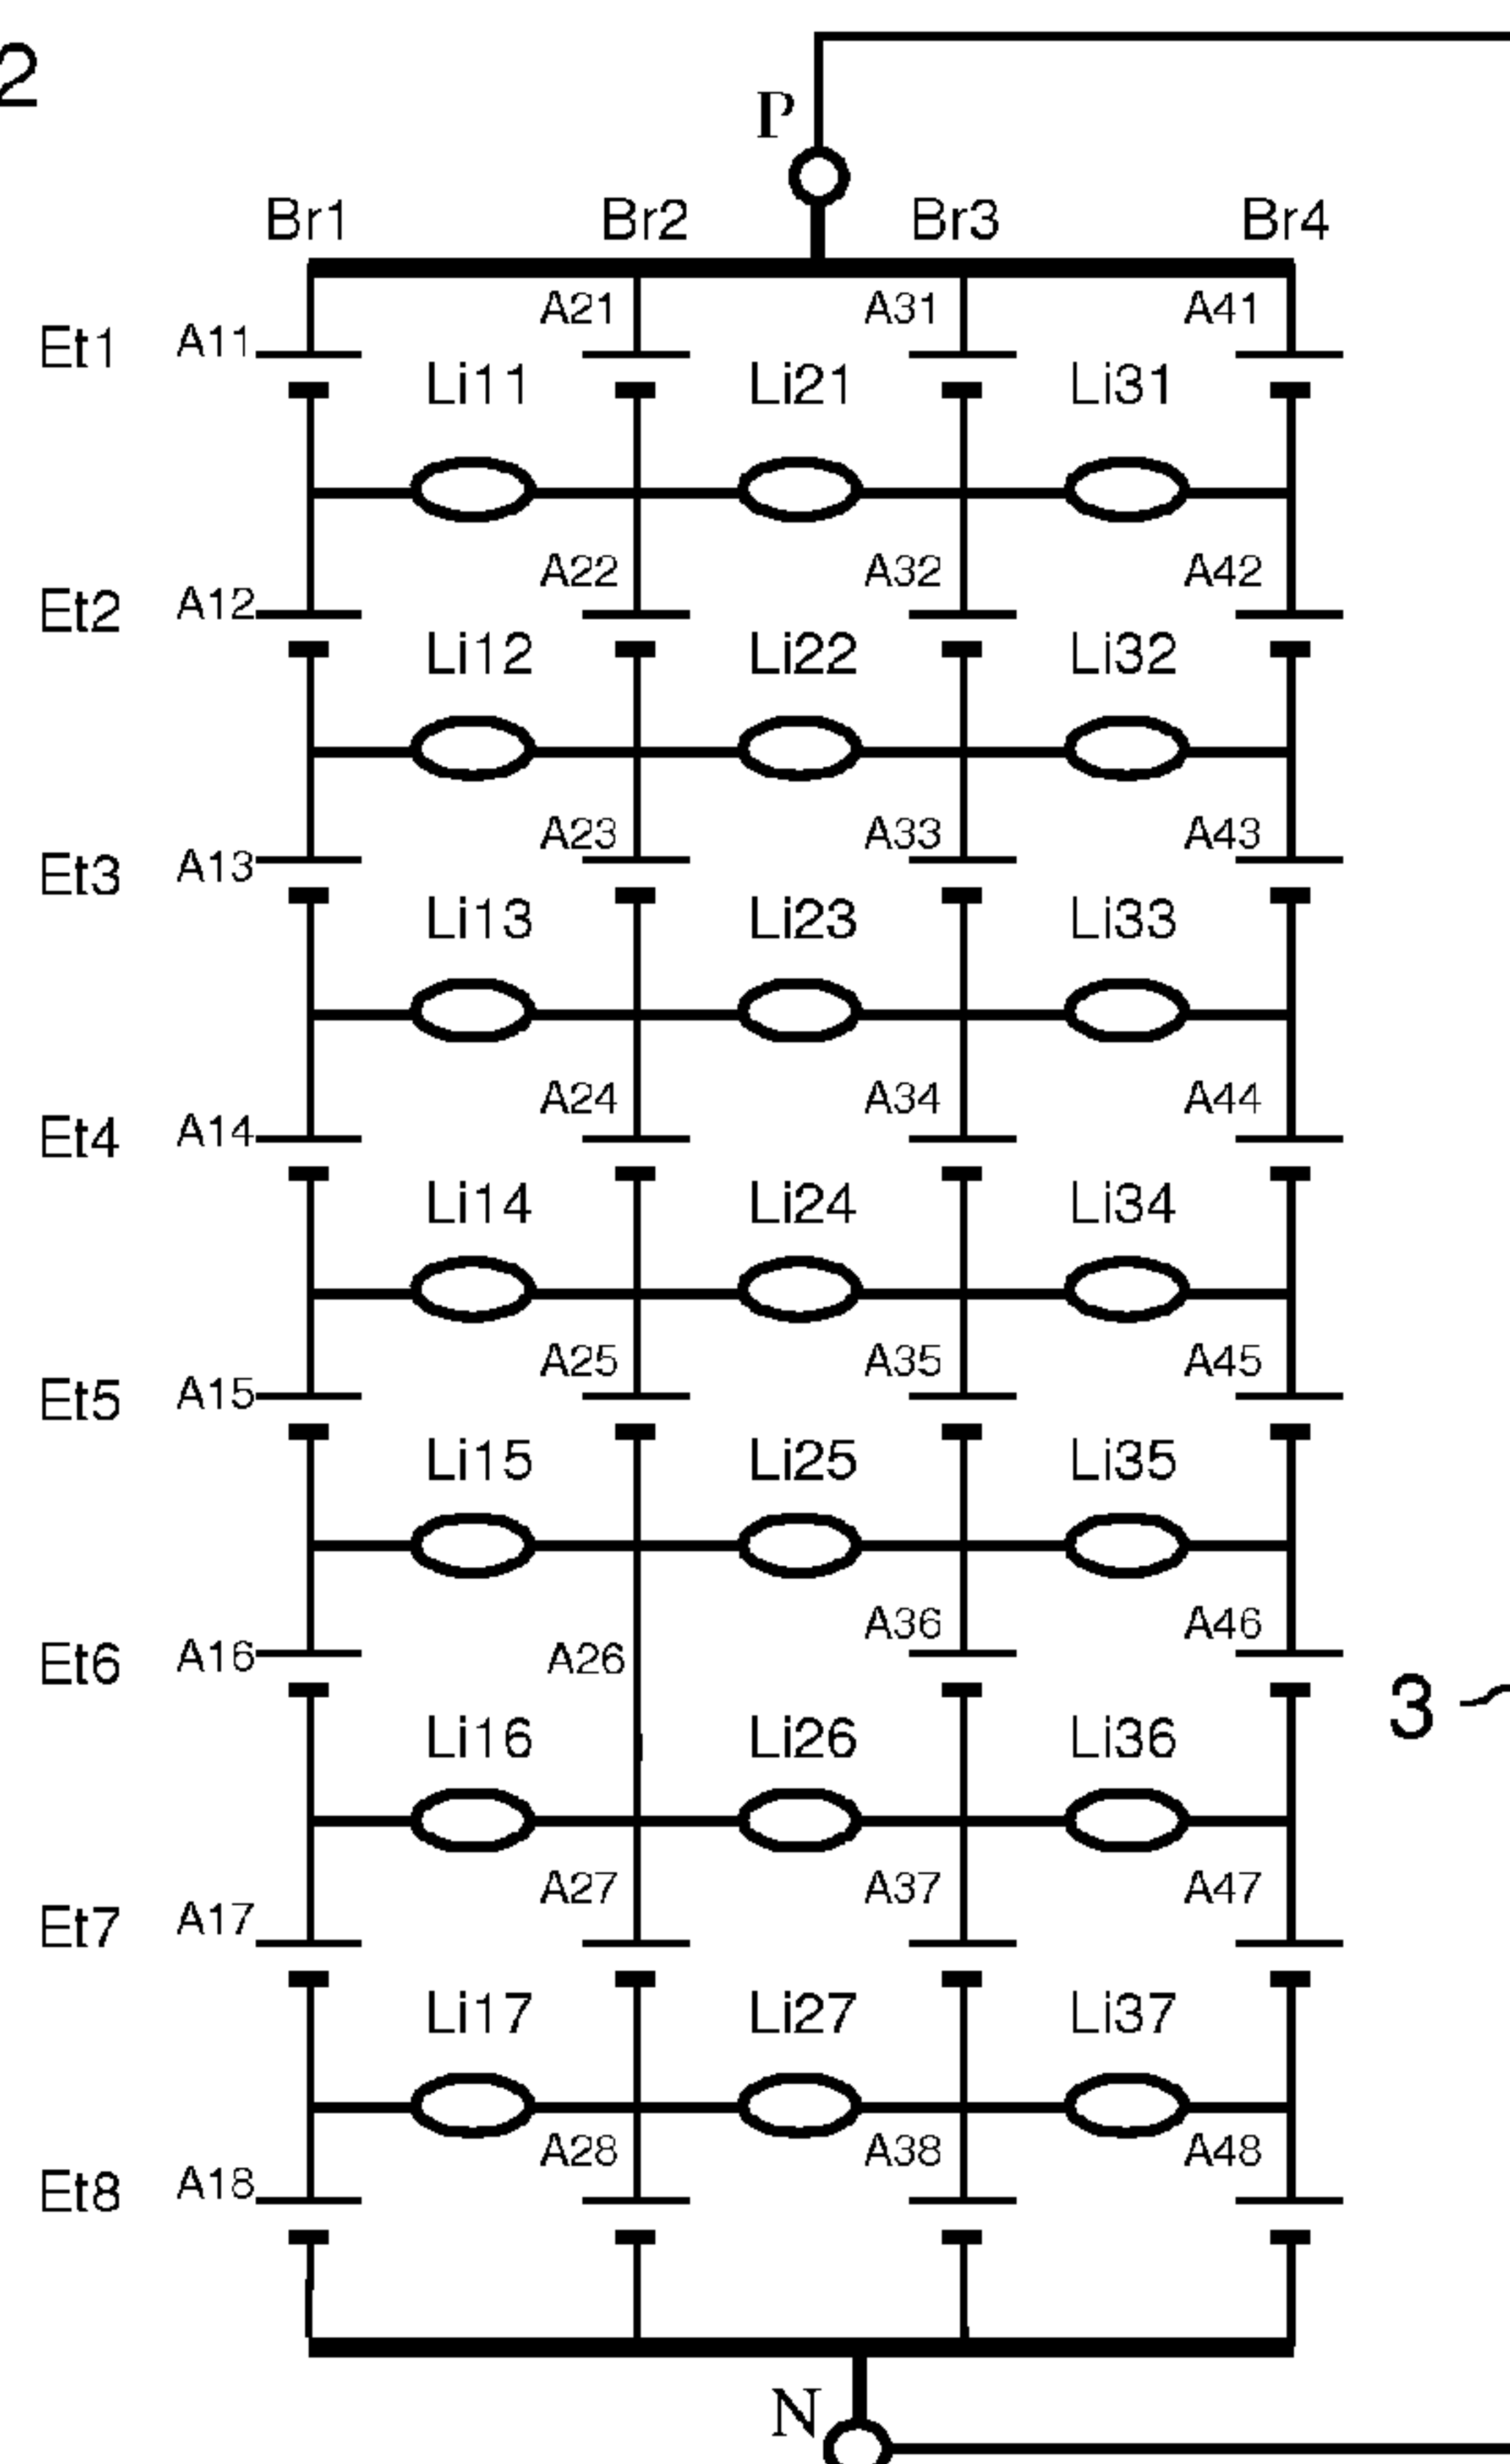 2
P
Br1 Br2 Br3 Br4
A21 A31 A41
Et1 A11
Li11 Li21 Li31
A22 A32 A42
Et2 A12
Li12 Li22 Li32
A23 A33 A43
Et3 A13
Li13 Li23 Li33
A24 A34 A44
Et4 A14
Li14 Li24 Li34
A25 A35 A45
Et5 A15
Li15 Li25 Li35
A36 A46
Et6 A16 A26
3
Li16 Li26 Li36
A27 A37 A47
Et7 A17
Li17 Li27 Li37
A28 A38 A48
Et8 A18
N